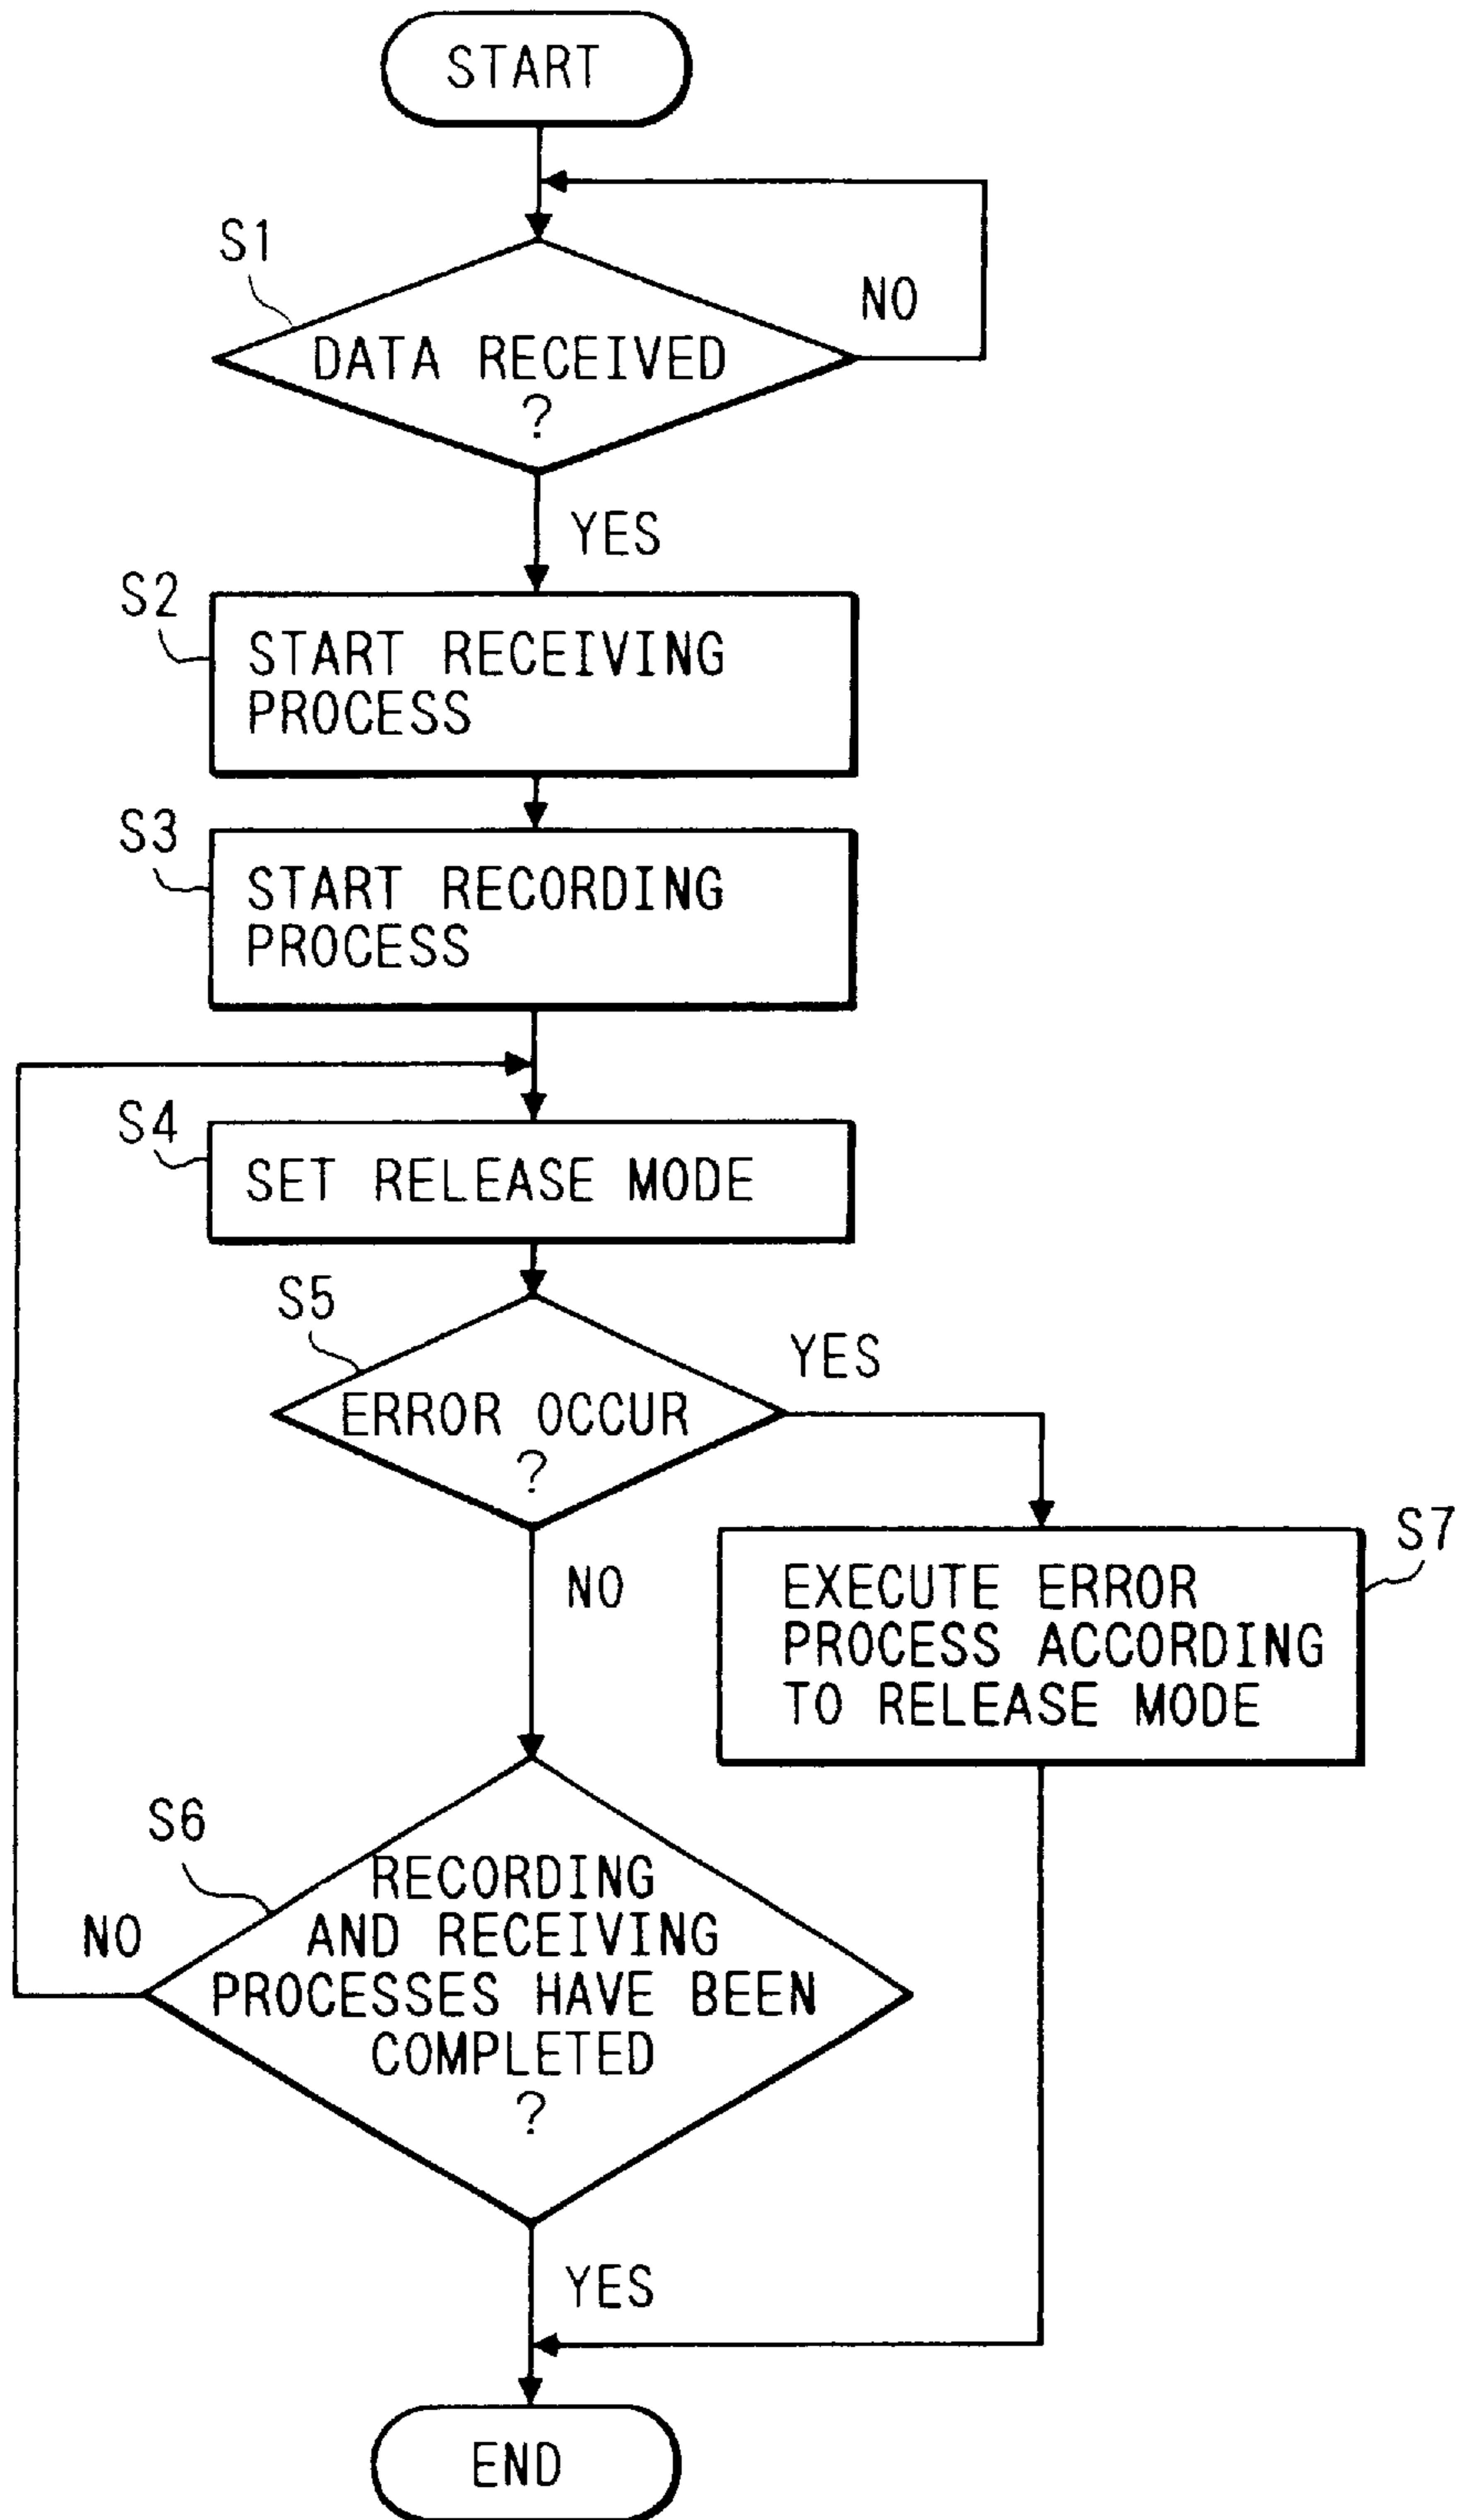 START
S1
NO
DATA RECEIVED
?
YES
S2
START RECEIVING
PROCESS
S3
START RECORDING
PROCESS
S4
SET RELEASE MODE
S5
YES
ERROR OCCUR
?
NO
S7
EXECUTE ERROR
PROCESS ACCORDING
TO RELEASE MODE
S6
NO
RECORDING
AND RECEIVING
PROCESSES HAVE BEEN
COMPLETED
?
YES
END